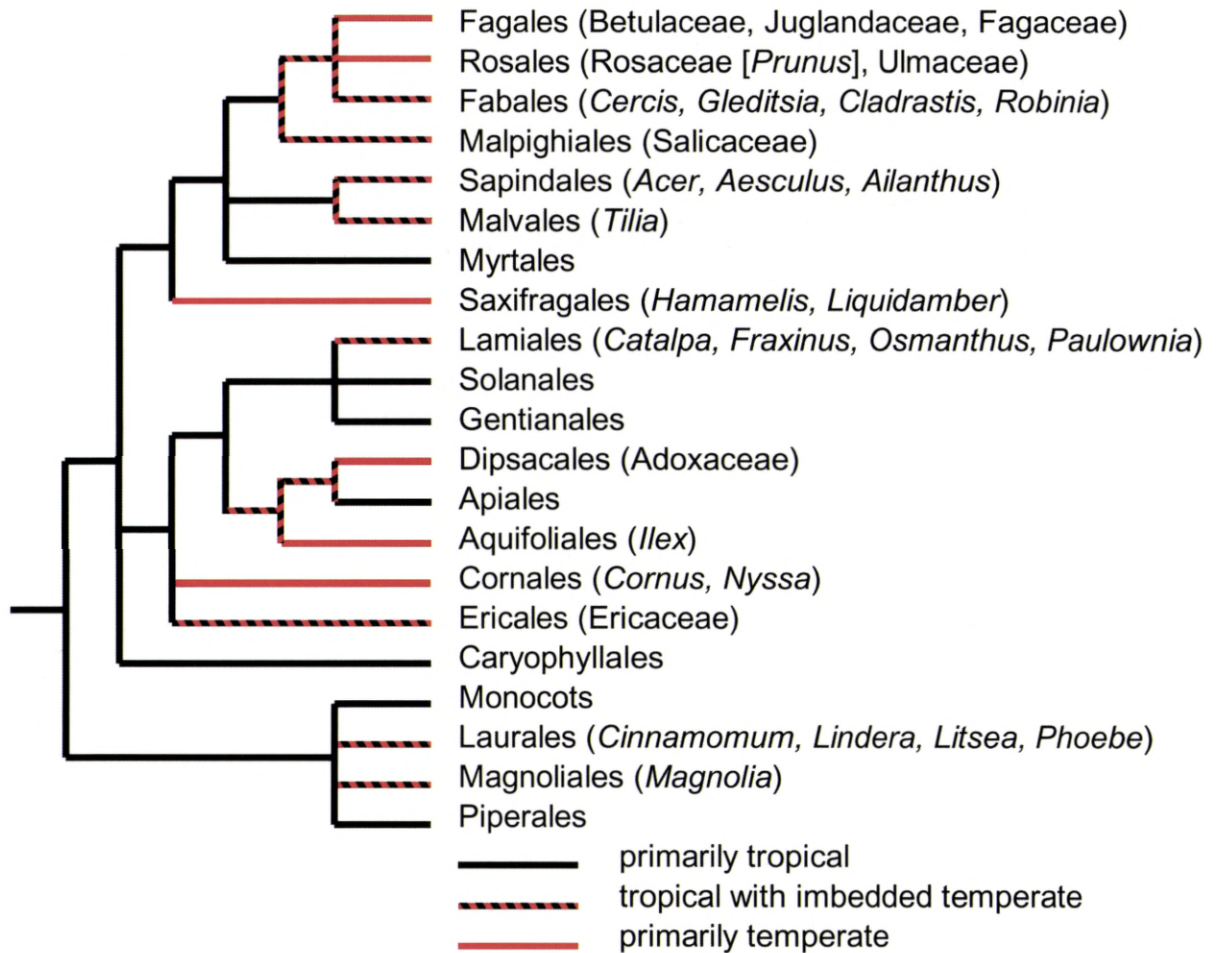 Fagales (Betulaceae, Juglandaceae, Fagaceae)
Rosales (Rosaceae [Prunus], Ulmaceae)
Fabales (Cercis, Gleditsia, Cladrastis, Robinia)
Malpighiales (Salicaceae)
Sapindales (Acer, Aesculus, Ailanthus)
Malvales (Tilia)
Myrtales
Saxifragales (Hamamelis, Liquidamber)
Lamiales (Catalpa, Fraxinus, Osmanthus, Paulownia)
Solanales
Gentianales
Dipsacales (Adoxaceae)
Apiales
Aquifoliales (Ilex)
Cornales (Cornus, Nyssa)
Ericales (Ericaceae)
Caryophyllales
Monocots
Laurales (Cinnamomum, Lindera, Litsea, Phoebe)
Magnoliales (Magnolia)
Piperales
primarily tropical
tropical with imbedded temperate
primarily temperate